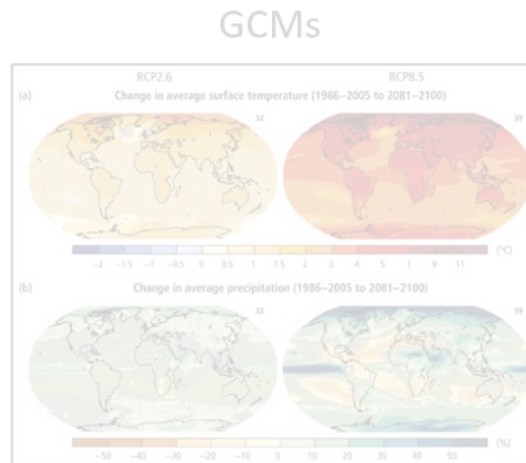 GCMs
RCP2.6 RCP8.5
(a) Change in average surface temperature (1986–2005 to 2081–2100)
32 39
−2 −1.5 −1 −0.5 0 0.5 1 1.5 2 3 4 5 7 9 11 (°C)
(b) Change in average precipitation (1986–2005 to 2081–2100)
32 39
−50 −40 −30 −20 −10 0 10 20 30 40 50 (%)